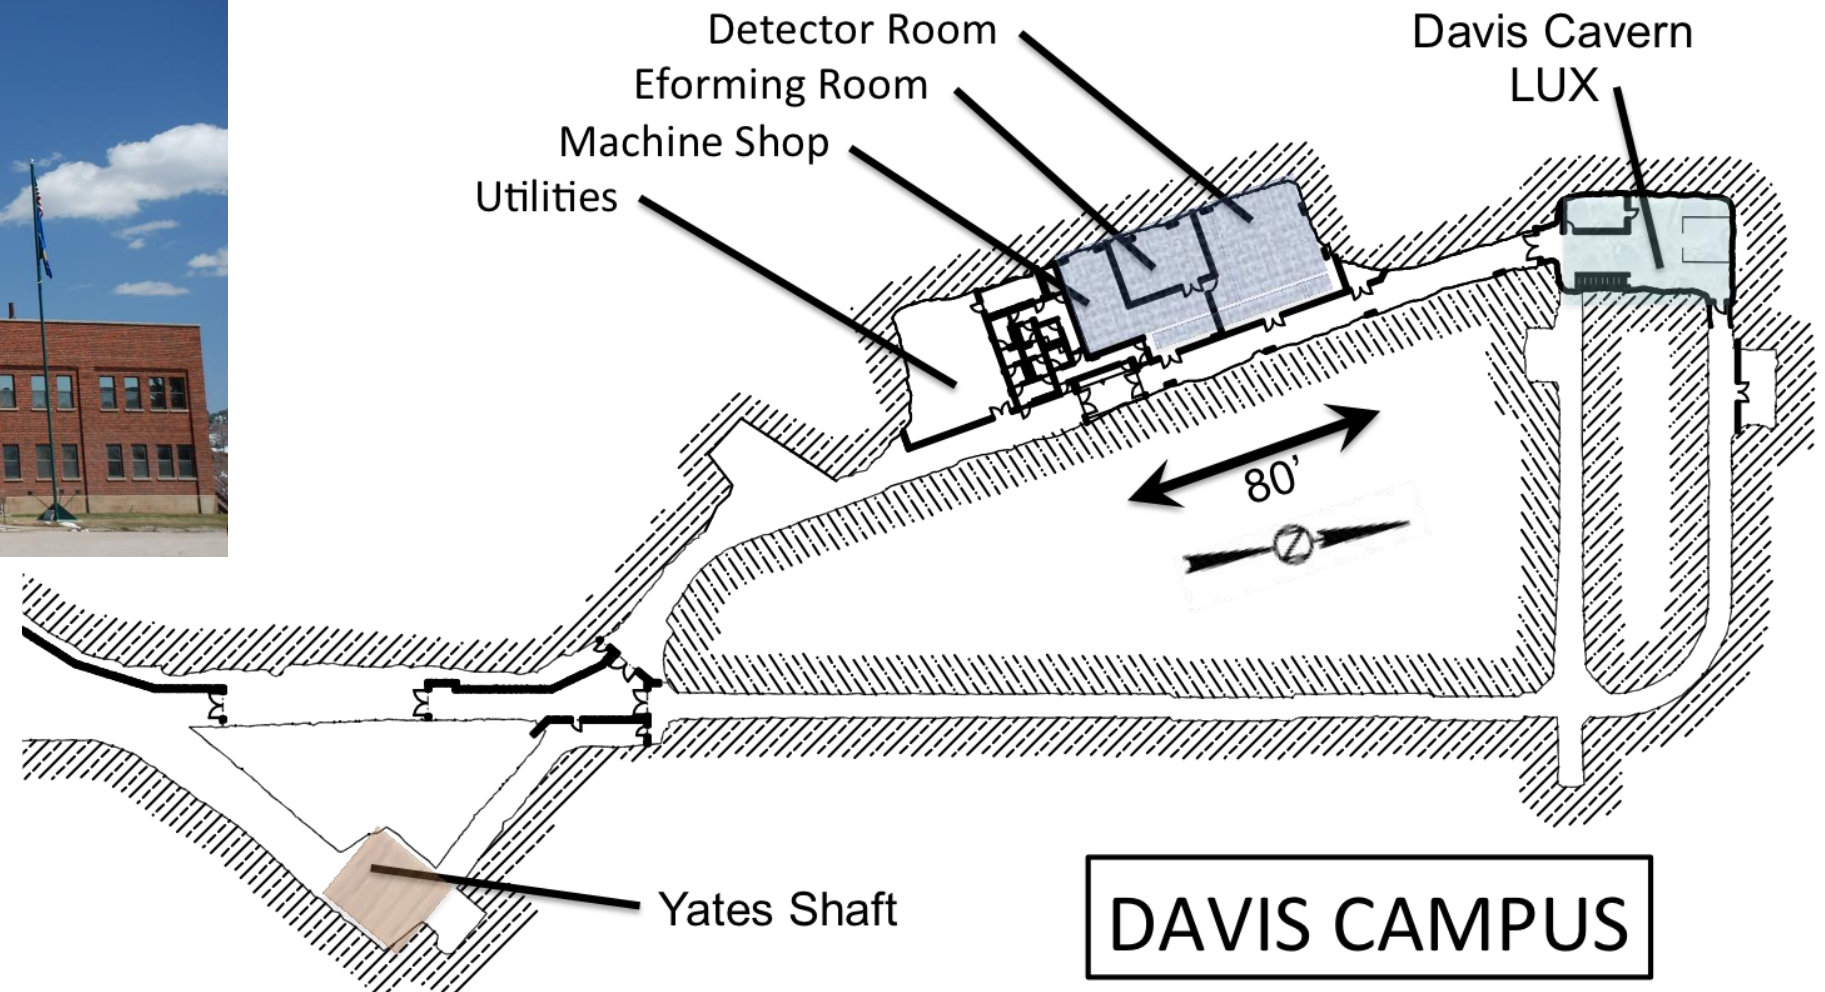 Detector Room
Eforming Room
Machine Shop
Utilities
Davis Cavern
LUX
80’
N
Yates Shaft
DAVIS CAMPUS